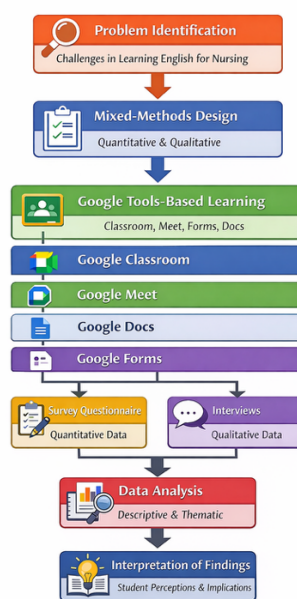 Problem Identification
Challenges in Learning English for Nursing
Mixed-Methods Design
Quantitative & Qualitative
Google Tools-Based Learning
Classroom, Meet, Forms, Docs
Google Classroom
Google Meet
Google Docs
Google Forms
Survey Questionnaire
Quantitative Data
Interviews
Qualitative Data
Data Analysis
Descriptive & Thematic
Interpretation of Findings
Student Perceptions & Implications